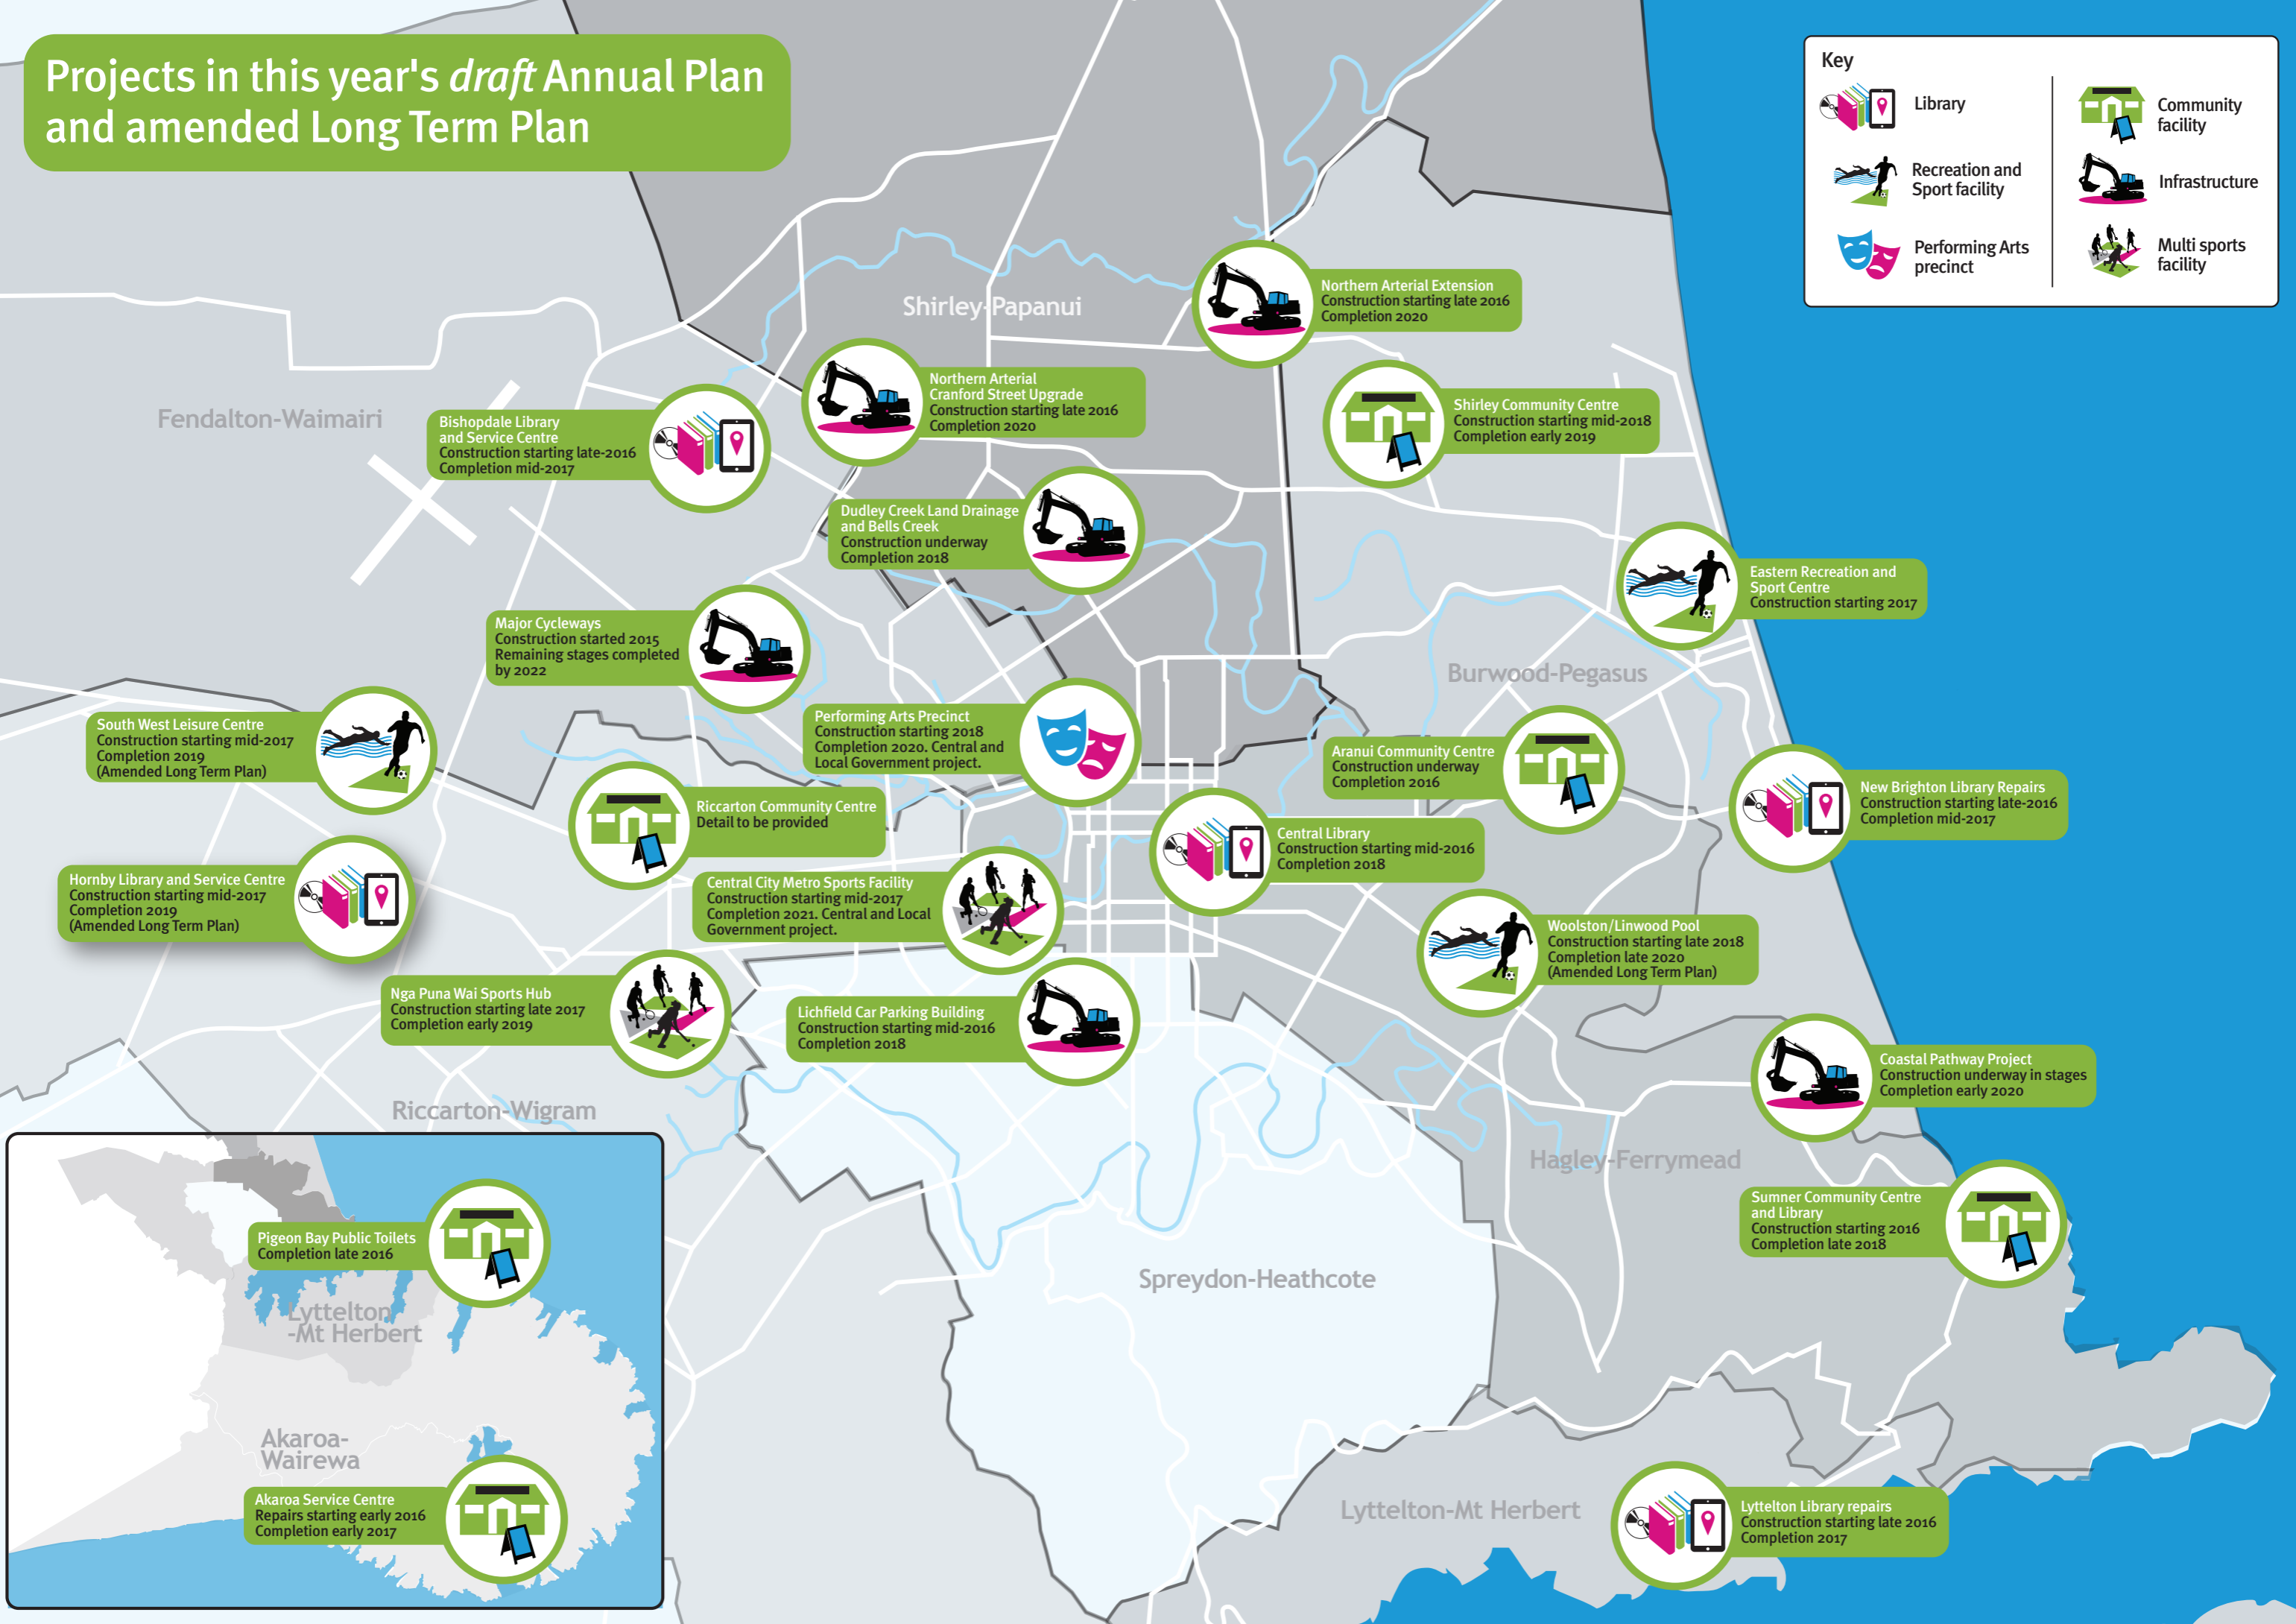 Projects in this year's draft Annual Plan
and amended Long Term Plan
Key
Library
Recreation and
Sport facility
Performing Arts
precinct
Community
facility
Infrastructure
Multi sports
facility
Shirley-Papanui
Northern Arterial Extension
Construction starting late 2016
Completion 2020
Northern Arterial
Cranford Street Upgrade
Construction starting late 2016
Completion 2020
Shirley Community Centre
Construction starting mid-2018
Completion early 2019
Fendalton-Waimairi
Bishopdale Library
and Service Centre
Construction starting late-2016
Completion mid-2017
Dudley Creek Land Drainage
and Bells Creek
Construction underway
Completion 2018
Eastern Recreation and
Sport Centre
Construction starting 2017
Major Cycleways
Construction started 2015
Remaining stages completed
by 2022
Burwood-Pegasus
South West Leisure Centre
Construction starting mid-2017
Completion 2019
(Amended Long Term Plan)
Performing Arts Precinct
Construction starting 2018
Completion 2020. Central and
Local Government project.
Aranui Community Centre
Construction underway
Completion 2016
New Brighton Library Repairs
Construction starting late-2016
Completion mid-2017
Riccarton Community Centre
Detail to be provided
Central Library
Construction starting mid-2016
Completion 2018
Hornby Library and Service Centre
Construction starting mid-2017
Completion 2019
(Amended Long Term Plan)
Central City Metro Sports Facility
Construction starting mid-2017
Completion 2021. Central and Local
Government project.
Woolston/Linwood Pool
Construction starting late 2018
Completion late 2020
(Amended Long Term Plan)
Nga Puna Wai Sports Hub
Construction starting late 2017
Completion early 2019
Lichfield Car Parking Building
Construction starting mid-2016
Completion 2018
Coastal Pathway Project
Construction underway in stages
Completion early 2020
Riccarton-Wigram
Hagley-Ferrymead
Sumner Community Centre
and Library
Construction starting 2016
Completion late 2018
Pigeon Bay Public Toilets
Completion late 2016
Spreydon-Heathcote
Lyttelton
-Mt Herbert
Akaroa-
Wairewa
Akaroa Service Centre
Repairs starting early 2016
Completion early 2017
Lyttelton-Mt Herbert
Lyttelton Library repairs
Construction starting late 2016
Completion 2017